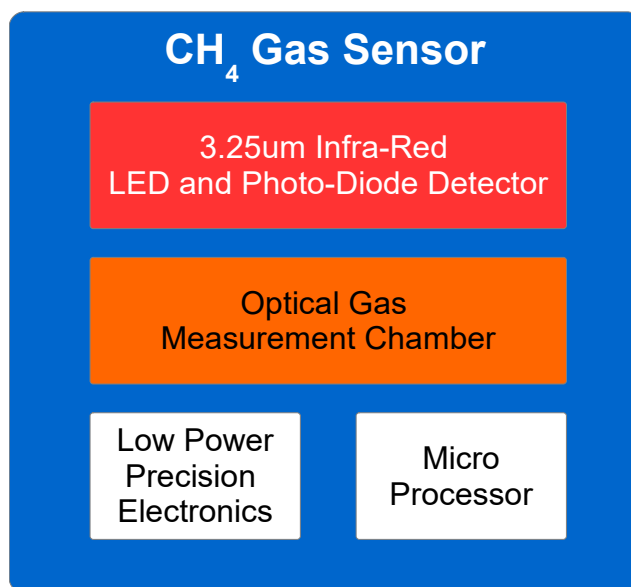 CH₄ Gas Sensor
3.25um Infra-Red
LED and Photo-Diode Detector
Optical Gas
Measurement Chamber
Low Power
Precision
Electronics
Micro
Processor